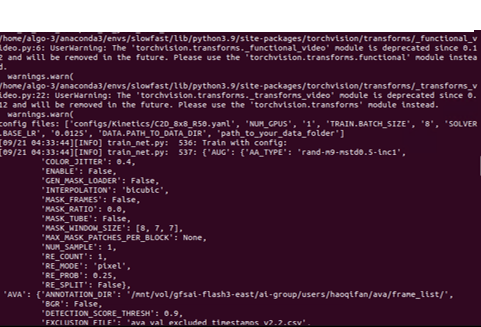 /home/algo-3/anaconda3/envs/slowfast/lib/python3.9/site-packages/torchvision/transforms/_functional_v
ideo.py:6: UserWarning: The 'torchvision.transforms._functional_video' module is deprecated since 0.1
2 and will be removed in the future. Please use the 'torchvision.transforms.functional' module instea
d.
  warnings.warn(
/home/algo-3/anaconda3/envs/slowfast/lib/python3.9/site-packages/torchvision/transforms/_transforms_v
ideo.py:22: UserWarning: The 'torchvision.transforms._transforms_video' module is deprecated since 0.
12 and will be removed in the future. Please use the 'torchvision.transforms' module instead.
  warnings.warn(
config files: ['configs/Kinetics/C2D_8x8_R50.yaml', 'NUM_GPUS', '1', 'TRAIN.BATCH_SIZE', '8', 'SOLVER
.BASE_LR', '0.0125', 'DATA.PATH_TO_DATA_DIR', 'path_to_your_data_folder']
[09/21 04:33:44][INFO] train_net.py:  536: Train with config:
[09/21 04:33:44][INFO] train_net.py:  537: {'AUG': {'AA_TYPE': 'rand-m9-mstd0.5-inc1',
         'COLOR_JITTER': 0.4,
         'ENABLE': False,
         'GEN_MASK_LOADER': False,
         'INTERPOLATION': 'bicubic',
         'MASK_FRAMES': False,
         'MASK_RATIO': 0.0,
         'MASK_TUBE': False,
         'MASK_WINDOW_SIZE': [8, 7, 7],
         'MAX_MASK_PATCHES_PER_BLOCK': None,
         'NUM_SAMPLE': 1,
         'RE_COUNT': 1,
         'RE_MODE': 'pixel',
         'RE_PROB': 0.25,
         'RE_SPLIT': False},
 'AVA': {'ANNOTATION_DIR': '/mnt/vol/gfsai-flash3-east/ai-group/users/haoqifan/ava/frame_list/',
         'BGR': False,
         'DETECTION_SCORE_THRESH': 0.9,
         'EXCLUSION_FILE': 'ava_val_excluded_timestamps_v2.2.csv',